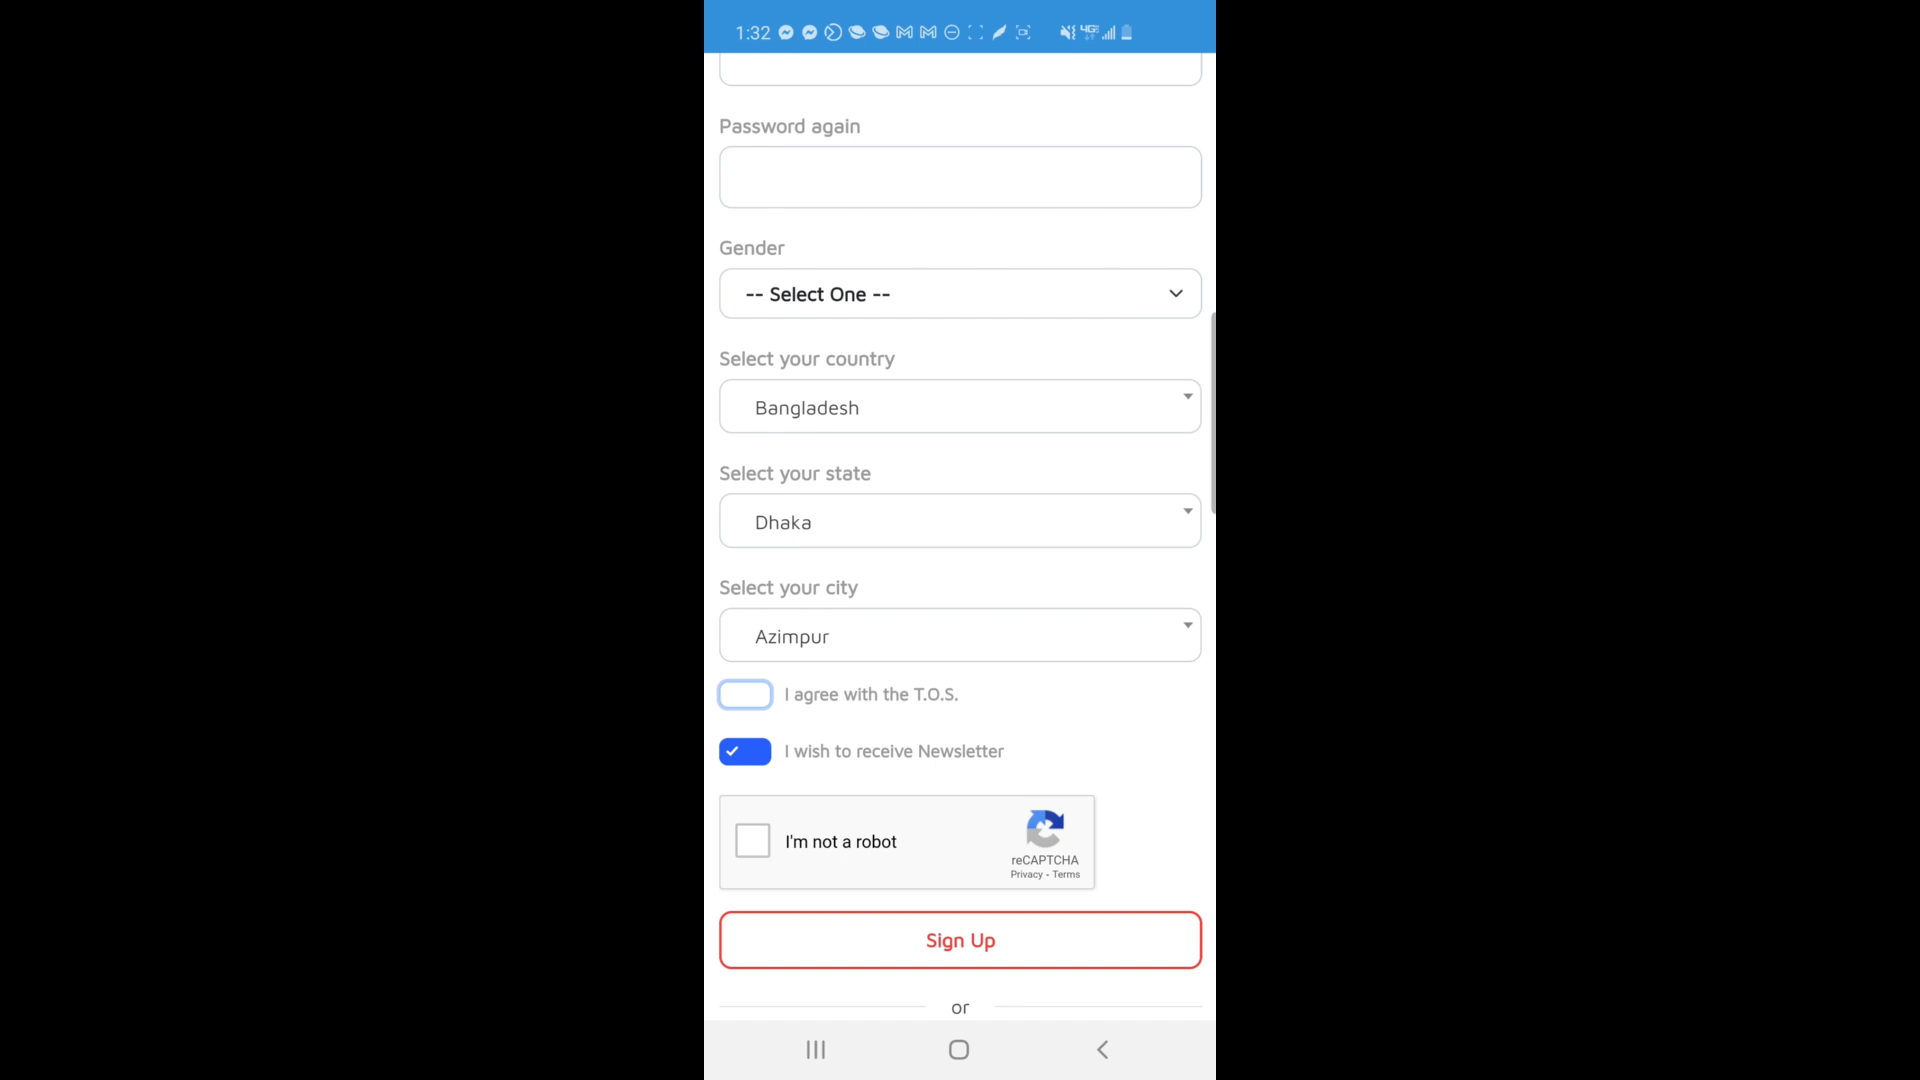 1:32
Password again
Gender
-- Select One --
Select your country
Bangladesh
Select your state
Dhaka
Select your city
Azimpur
I agree with the T.O.S.
I wish to receive Newsletter
I'm not a robot
reCAPTCHA
Privacy - Terms
Sign Up
or